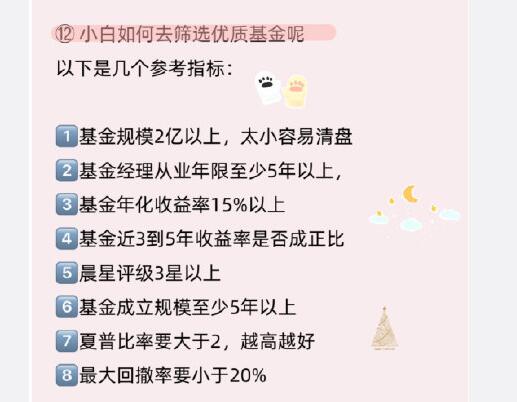 ⑫ 小白如何去筛选优质基金呢
以下是几个参考指标：
1 基金规模2亿以上，太小容易清盘
2 基金经理从业年限至少5年以上，
3 基金年化收益率15%以上
4 基金近3到5年收益率是否成正比
5 晨星评级3星以上
6 基金成立规模至少5年以上
7 夏普比率要大于2，越高越好
8 最大回撤率要小于20%